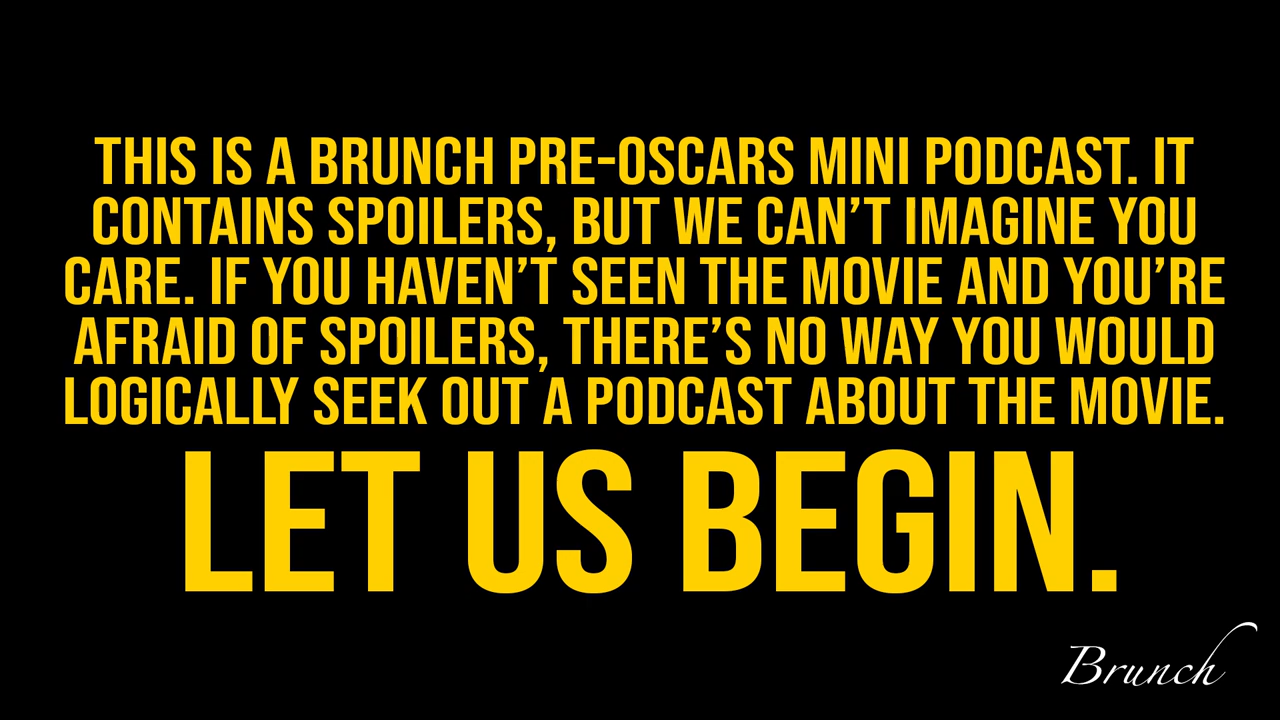 THIS IS A BRUNCH PRE-OSCARS MINI PODCAST. IT
CONTAINS SPOILERS, BUT WE CAN’T IMAGINE YOU
CARE. IF YOU HAVEN’T SEEN THE MOVIE AND YOU’RE
AFRAID OF SPOILERS, THERE’S NO WAY YOU WOULD
LOGICALLY SEEK OUT A PODCAST ABOUT THE MOVIE.
LET US BEGIN.
Brunch